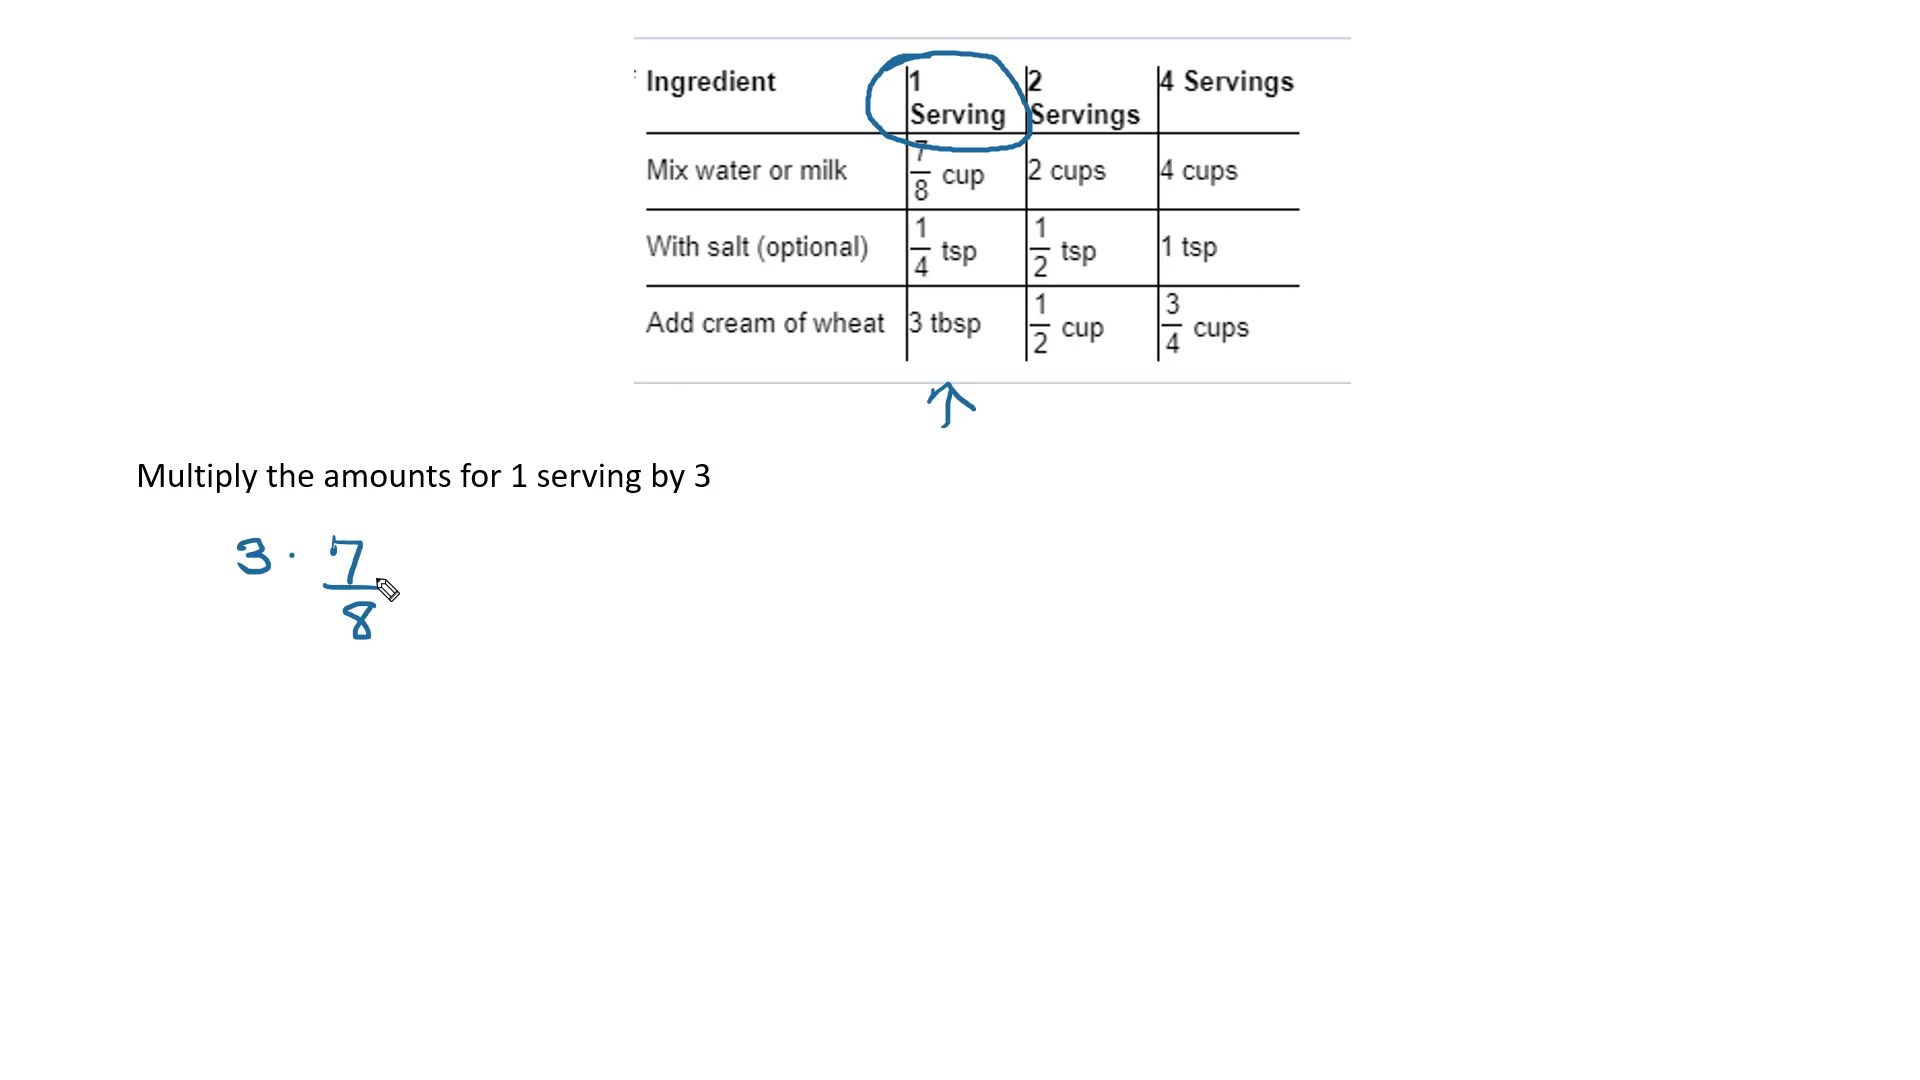 Ingredient 1 Serving 2 Servings 4 Servings
Mix water or milk 7/8 cup 2 cups 4 cups
With salt (optional) 1/4 tsp 1/2 tsp 1 tsp
Add cream of wheat 3 tbsp 1/2 cup 3/4 cups
Multiply the amounts for 1 serving by 3
3 · 7/8